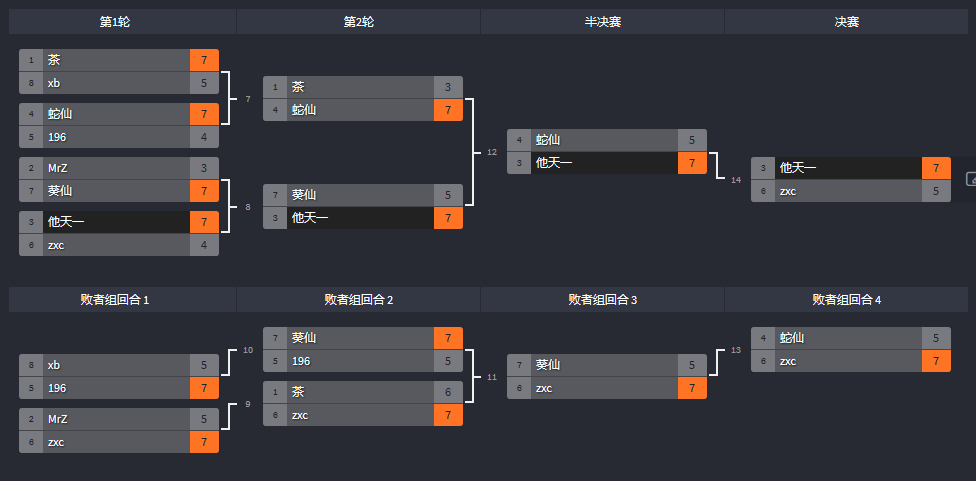 第1轮 第2轮 半决赛 决赛
1 茶 7
8 xb 5
4 蛇仙 7
5 196 4
2 MrZ 3
7 葵仙 7
3 他天一 7
6 zxc 4
7
8
1 茶 3
4 蛇仙 7
7 葵仙 5
3 他天一 7
12
4 蛇仙 5
3 他天一 7
14
3 他天一 7
6 zxc 5
败者组回合 1 败者组回合 2 败者组回合 3 败者组回合 4
8 xb 5
5 196 7
2 MrZ 5
6 zxc 7
10
9
7 葵仙 7
5 196 5
1 茶 6
6 zxc 7
11
7 葵仙 5
6 zxc 7
13
4 蛇仙 5
6 zxc 7